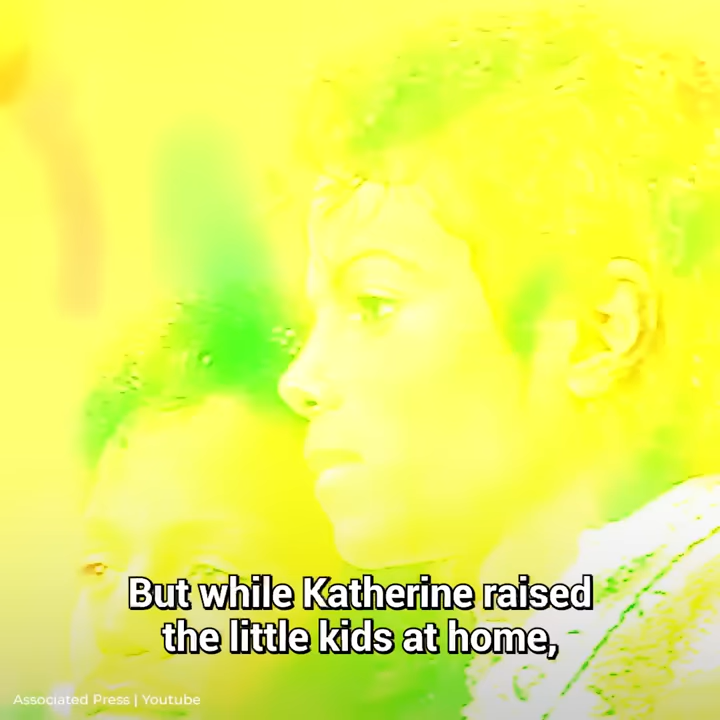 But while Katherine raised
the little kids at home,
Associated Press | Youtube